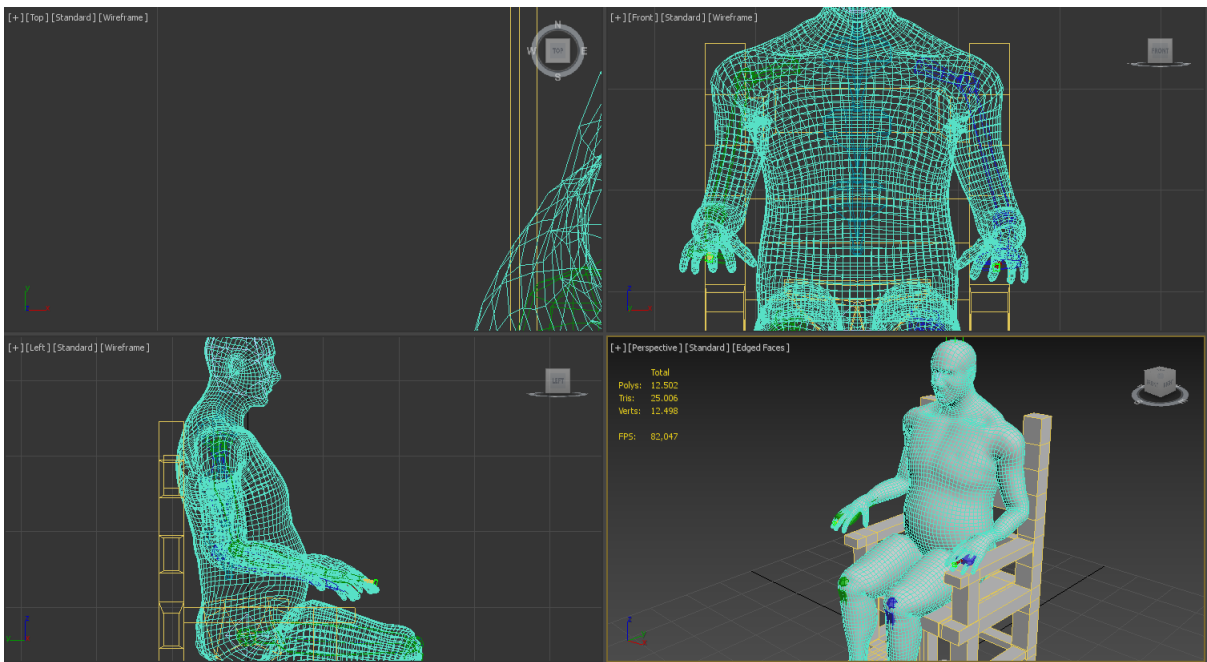 [+] [Top] [Standard] [Wireframe]
N
W
TOP
E
S
[+] [Front] [Standard] [Wireframe]
FRONT
[+] [Left] [Standard] [Wireframe]
LEFT
[+] [Perspective] [Standard] [Edged Faces]
Total
Polys: 12.502
Tris: 25.006
Verts: 12.498
FPS: 82,047
y
x
z
x
z
y
z
y
x